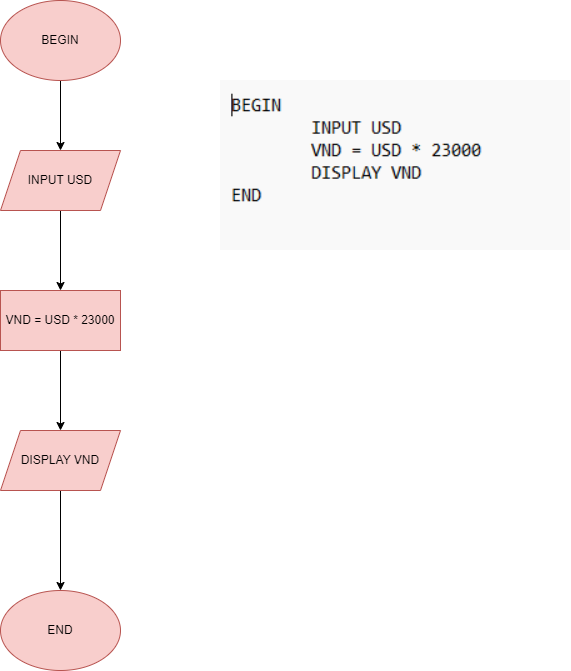 BEGIN
INPUT USD
VND = USD * 23000
DISPLAY VND
END
BEGIN
INPUT USD
VND = USD * 23000
DISPLAY VND
END